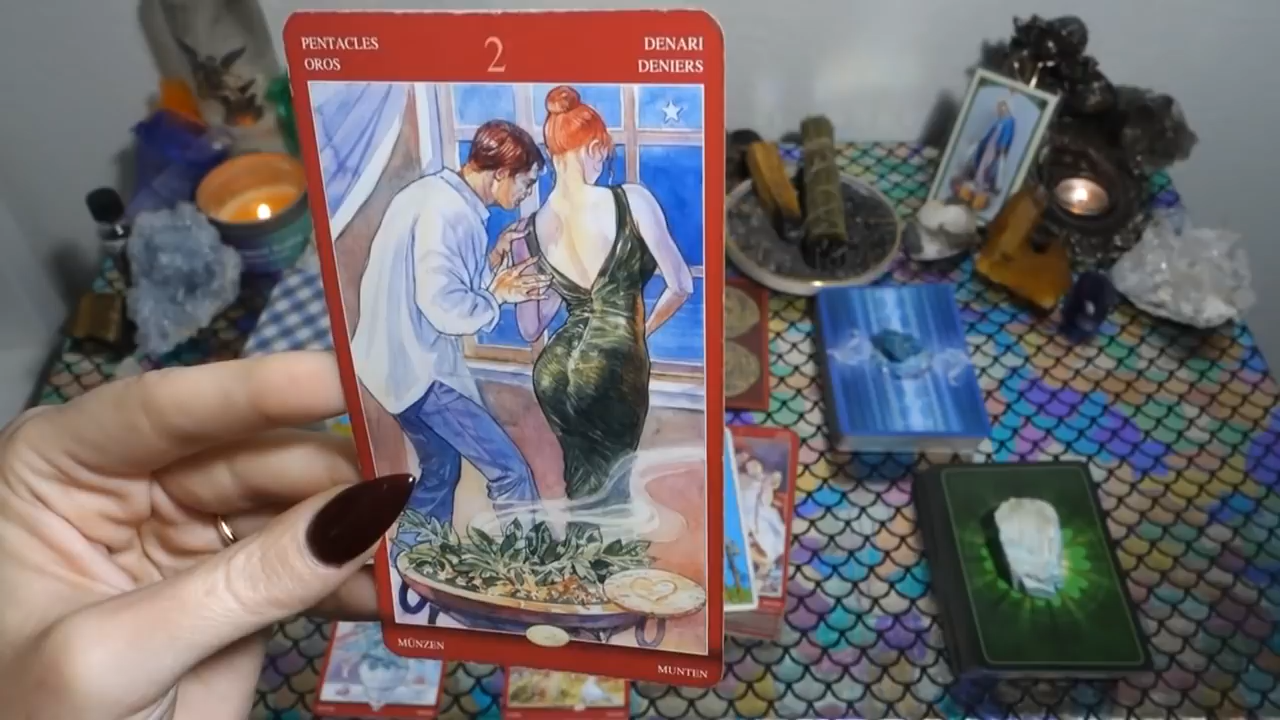 PENTACLES
OROS
2
DENARI
DENIERS
MÜNZEN
MUNTEN